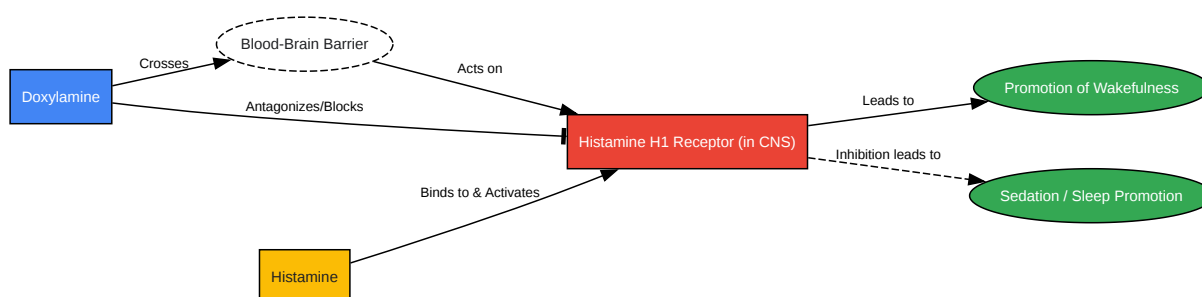 Blood-Brain Barrier
Crosses
Acts on
Doxylamine
Antagonizes/Blocks
Promotion of Wakefulness
Leads to
Histamine H1 Receptor (in CNS)
Inhibition leads to
Binds to & Activates
Sedation / Sleep Promotion
Histamine